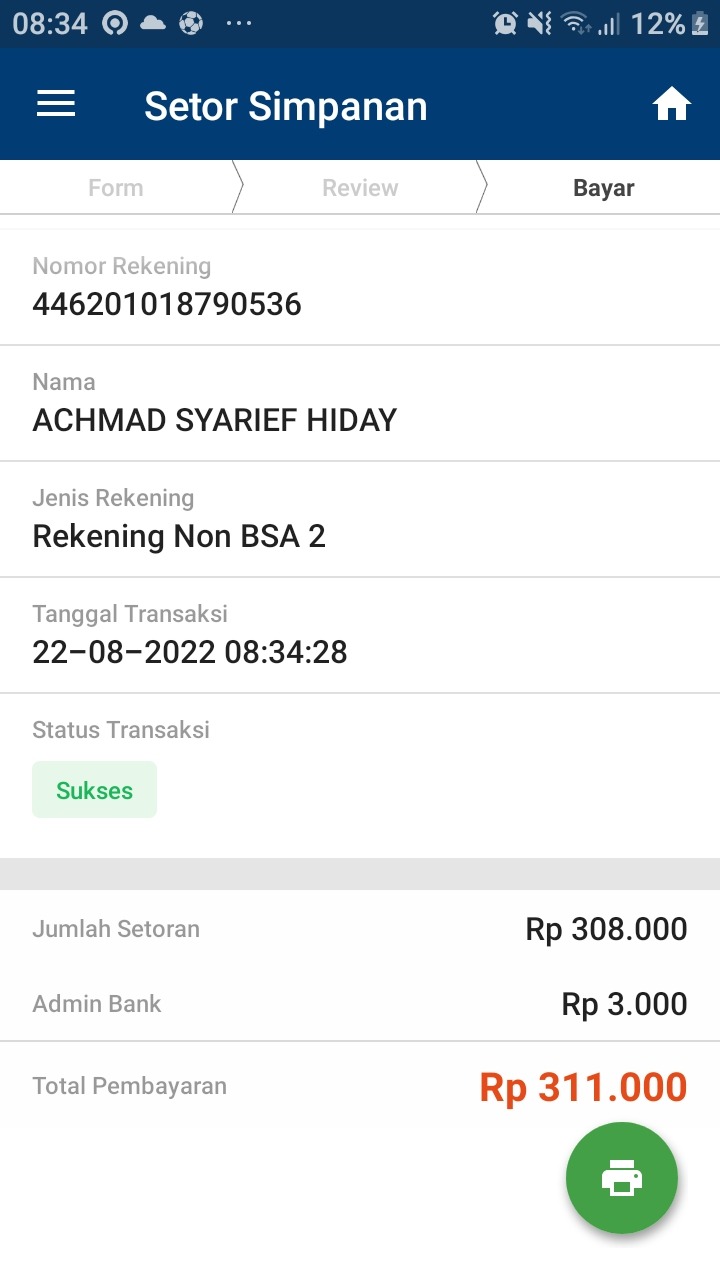 08:34 12%
Setor Simpanan
Form Review Bayar
Nomor Rekening
446201018790536
Nama
ACHMAD SYARIEF HIDAY
Jenis Rekening
Rekening Non BSA 2
Tanggal Transaksi
22-08-2022 08:34:28
Status Transaksi
Sukses
Jumlah Setoran Rp 308.000
Admin Bank Rp 3.000
Total Pembayaran Rp 311.000